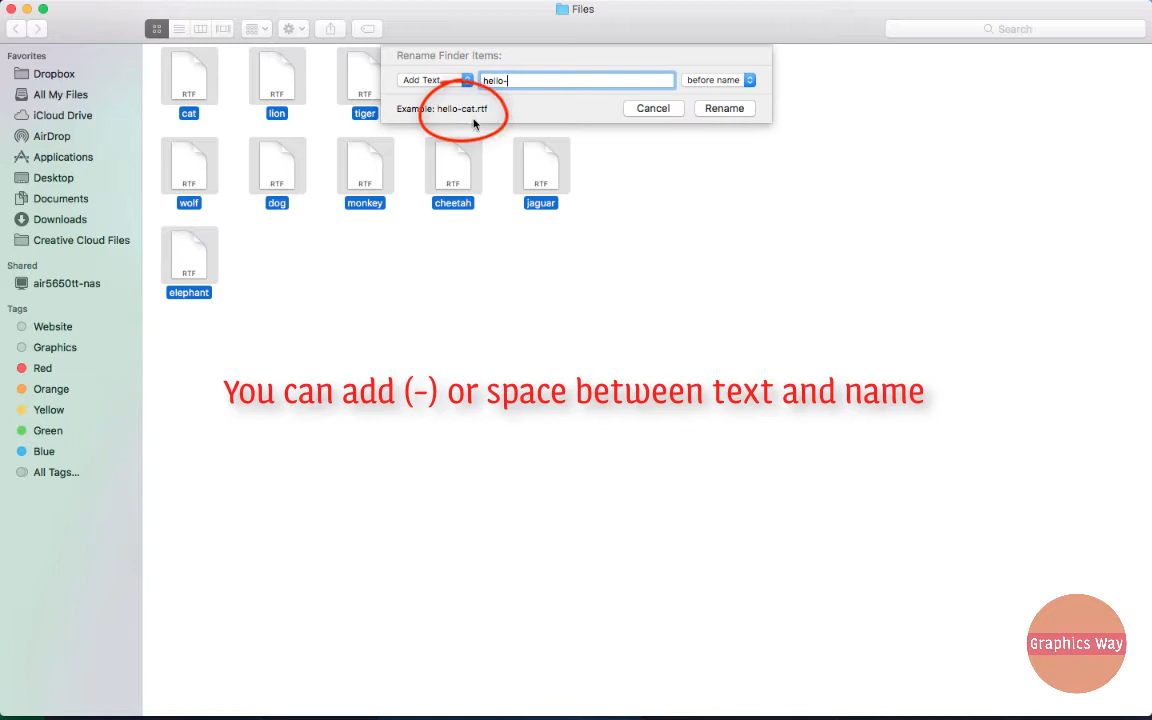 Files
Search
Favorites
Dropbox
All My Files
iCloud Drive
AirDrop
Applications
Desktop
Documents
Downloads
Creative Cloud Files
Shared
air5650tt-nas
Tags
Website
Graphics
Red
Orange
Yellow
Green
Blue
All Tags...
Rename Finder Items:
Add Text
hello-
before name
Example: hello-cat.rtf
Cancel
Rename
RTF
RTF
RTF
cat
lion
tiger
RTF
RTF
RTF
RTF
RTF
wolf
dog
monkey
cheetah
jaguar
RTF
elephant
You can add (-) or space between text and name
Graphics Way